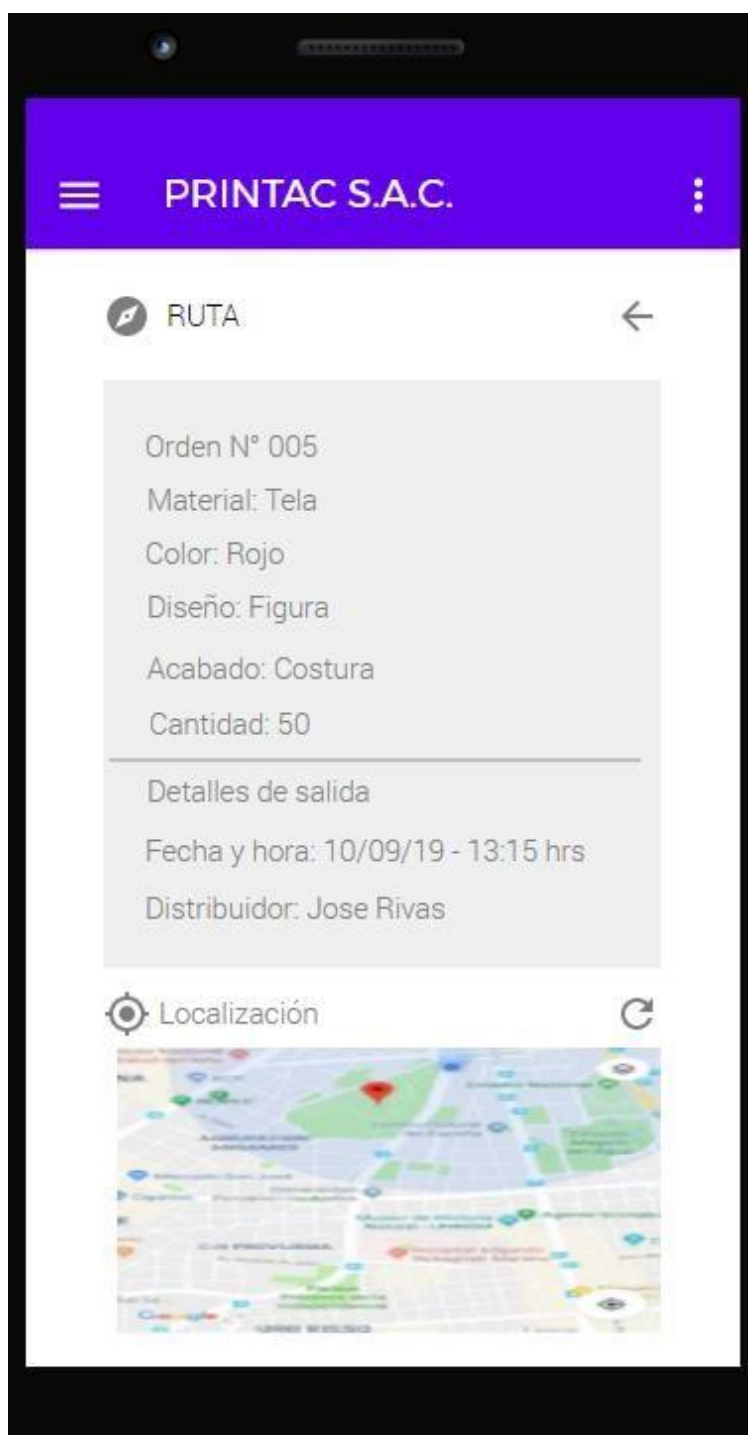 PRINTAC S.A.C.
RUTA
Orden N° 005
Material: Tela
Color: Rojo
Diseño: Figura
Acabado: Costura
Cantidad: 50
Detalles de salida
Fecha y hora: 10/09/19 - 13:15 hrs
Distribuidor: Jose Rivas
Localización
Google